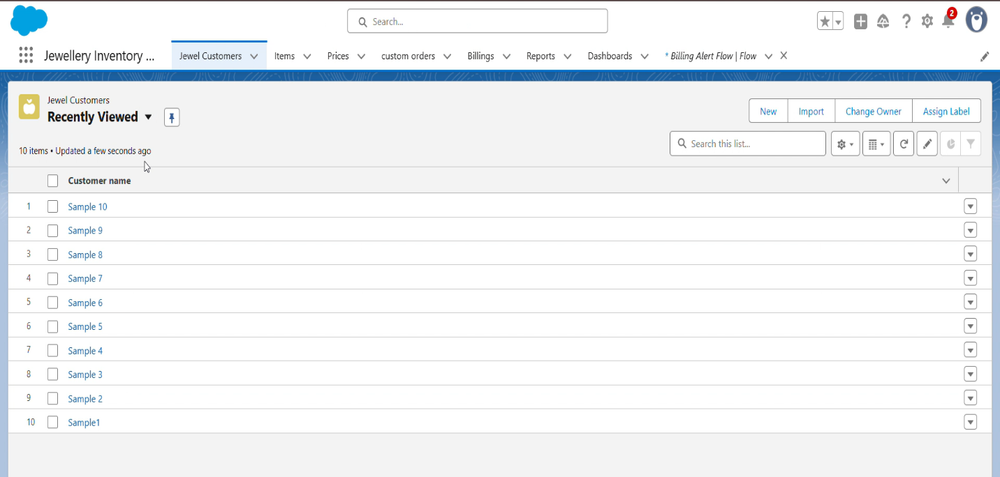 Search...
2
Jewellery Inventory ...
Jewel Customers
Items
Prices
custom orders
Billings
Reports
Dashboards
* Billing Alert Flow | Flow
Jewel Customers
Recently Viewed
New
Import
Change Owner
Assign Label
10 items • Updated a few seconds ago
Search this list...
Customer name
1 Sample 10
2 Sample 9
3 Sample 8
4 Sample 7
5 Sample 6
6 Sample 5
7 Sample 4
8 Sample 3
9 Sample 2
10 Sample1